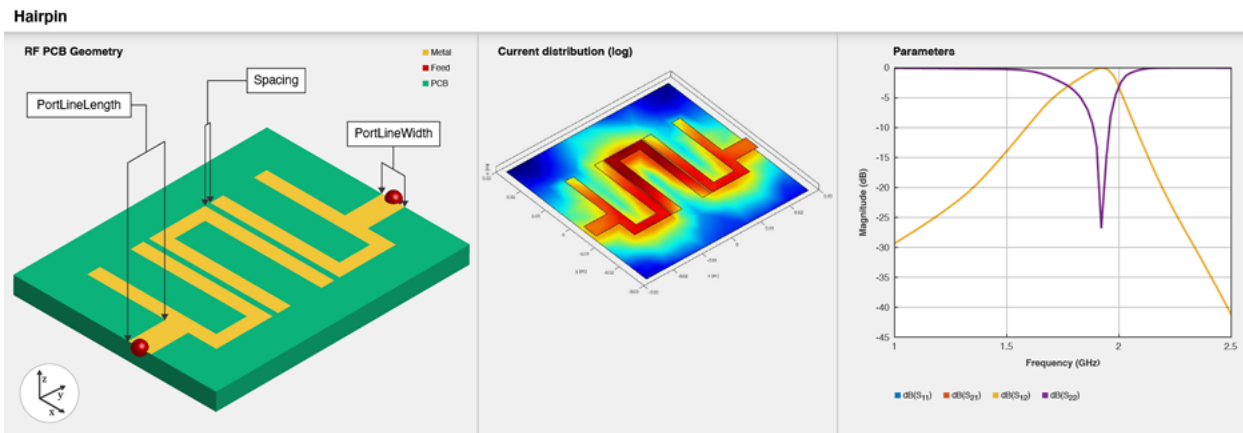 Hairpin
RF PCB Geometry
Metal
Feed
PCB
Spacing
PortLineLength
PortLineWidth
z
y
x
Current distribution (log)
Parameters
Magnitude (dB)
0
-5
-10
-15
-20
-25
-30
-35
-40
-45
1
1.5
2
2.5
Frequency (GHz)
dB(S11)
dB(S21)
dB(S12)
dB(S22)